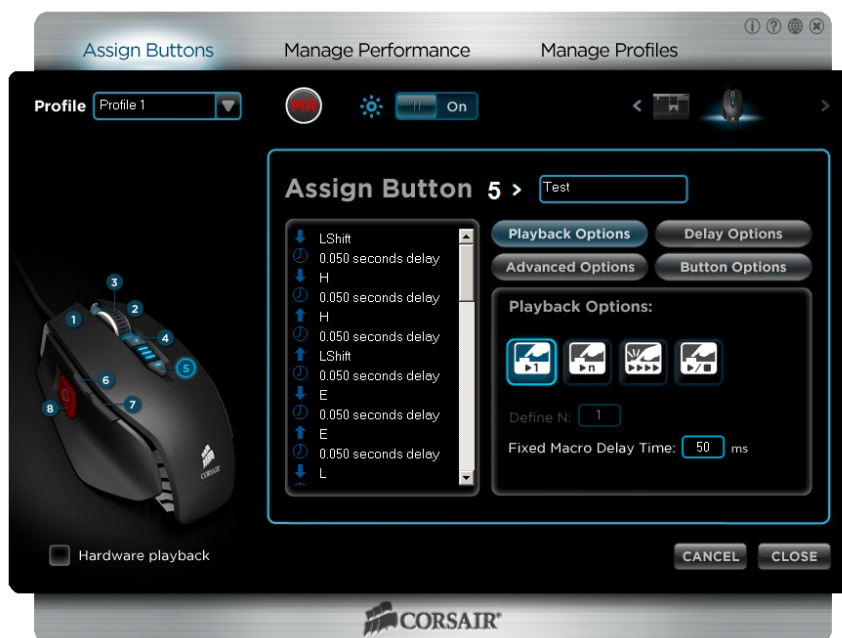 Assign Buttons Manage Performance Manage Profiles
Profile Profile 1 MR On
Assign Button 5 > Test
LShift
0.050 seconds delay
H
0.050 seconds delay
H
0.050 seconds delay
LShift
0.050 seconds delay
E
0.050 seconds delay
E
0.050 seconds delay
L
Playback Options Delay Options
Advanced Options Button Options
Playback Options:
1 n
Define N: 1
Fixed Macro Delay Time: 50 ms
1
2
3
4
5
6
7
8
CORSAIR
Hardware playback
CANCEL CLOSE
CORSAIR